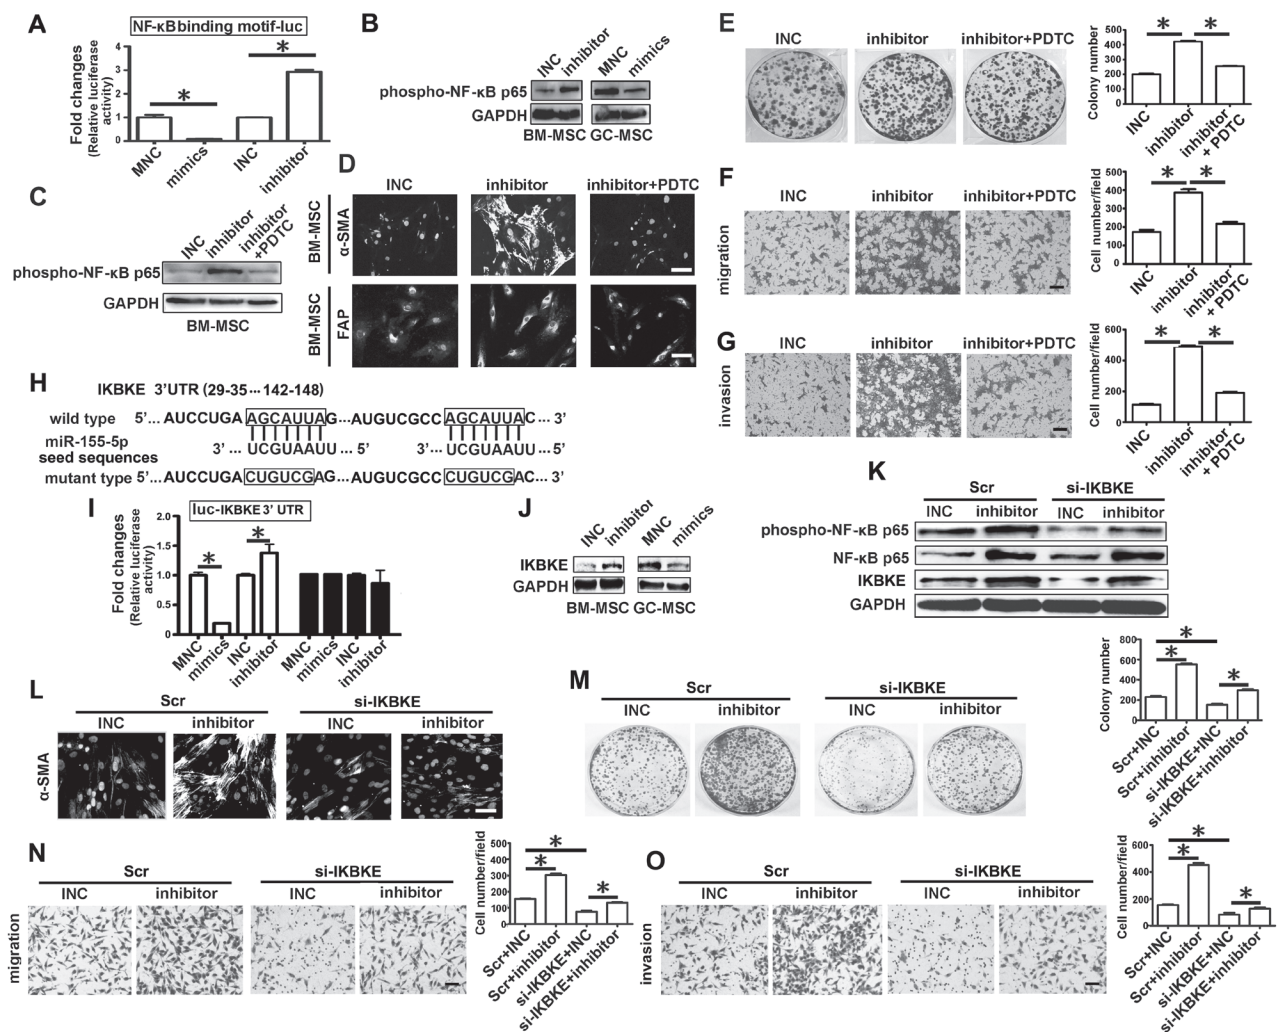 A
NF-κBbinding motif-luc
Fold changes
(Relative luciferase
activity)
4
3
2
1
0
MNC
mimics
INC
inhibitor
*
*
B
INC
inhibitor
MNC
mimics
phospho-NF-κB p65
GAPDH
BM-MSC GC-MSC
C
INC
inhibitor
inhibitor
+PDTC
phospho-NF-κB p65
GAPDH
BM-MSC
D
INC
inhibitor
inhibitor+PDTC
BM-MSC
α-SMA
BM-MSC
FAP
E
INC
inhibitor
inhibitor+PDTC
Colony number
500
400
300
200
100
0
* *
INC
inhibitor
inhibitor
+ PDTC
F
INC
inhibitor
inhibitor+PDTC
migration
Cell number/field
500
400
300
200
100
0
* *
INC
inhibitor
inhibitor
+ PDTC
G
INC
inhibitor
inhibitor+PDTC
invasion
Cell number/field
600
400
200
0
* *
INC
inhibitor
inhibitor
+ PDTC
H
IKBKE 3'UTR (29-35... 142-148)
wild type 5'... AUCCUGA AGCAUUA G... AUGUCGCC AGCAUUA C... 3'
miR-155-5p
seed sequences
3' ... UCGUAAUU ... 5' 3' ... UCGUAAUU ... 5'
mutant type 5'... AUCCUGA CUGUCG AG... AUGUCGCC CUGUCG AC... 3'
I
luc-IKBKE 3' UTR
Fold changes
(Relative luciferase
activity)
2.0
1.5
1.0
0.5
0
* *
MNC
mimics
INC
inhibitor
MNC
mimics
INC
inhibitor
J
INC
inhibitor
MNC
mimics
IKBKE
GAPDH
BM-MSC GC-MSC
K
Scr si-IKBKE
INC inhibitor INC inhibitor
phospho-NF-κB p65
NF-κB p65
IKBKE
GAPDH
L
Scr si-IKBKE
INC inhibitor INC inhibitor
α-SMA
M
Scr si-IKBKE
INC inhibitor INC inhibitor
Colony number
800
600
400
200
0
*
* *
Scr+INC
Scr+inhibitor
si-IKBKE+INC
si-IKBKE+inhibitor
N
Scr si-IKBKE
INC inhibitor INC inhibitor
migration
Cell number/field
500
400
300
200
100
0
*
* *
Scr+INC
Scr+inhibitor
si-IKBKE+INC
si-IKBKE+inhibitor
O
Scr si-IKBKE
INC inhibitor INC inhibitor
invasion
Cell number/field
600
400
200
0
*
* *
Scr+INC
Scr+inhibitor
si-IKBKE+INC
si-IKBKE+inhibitor